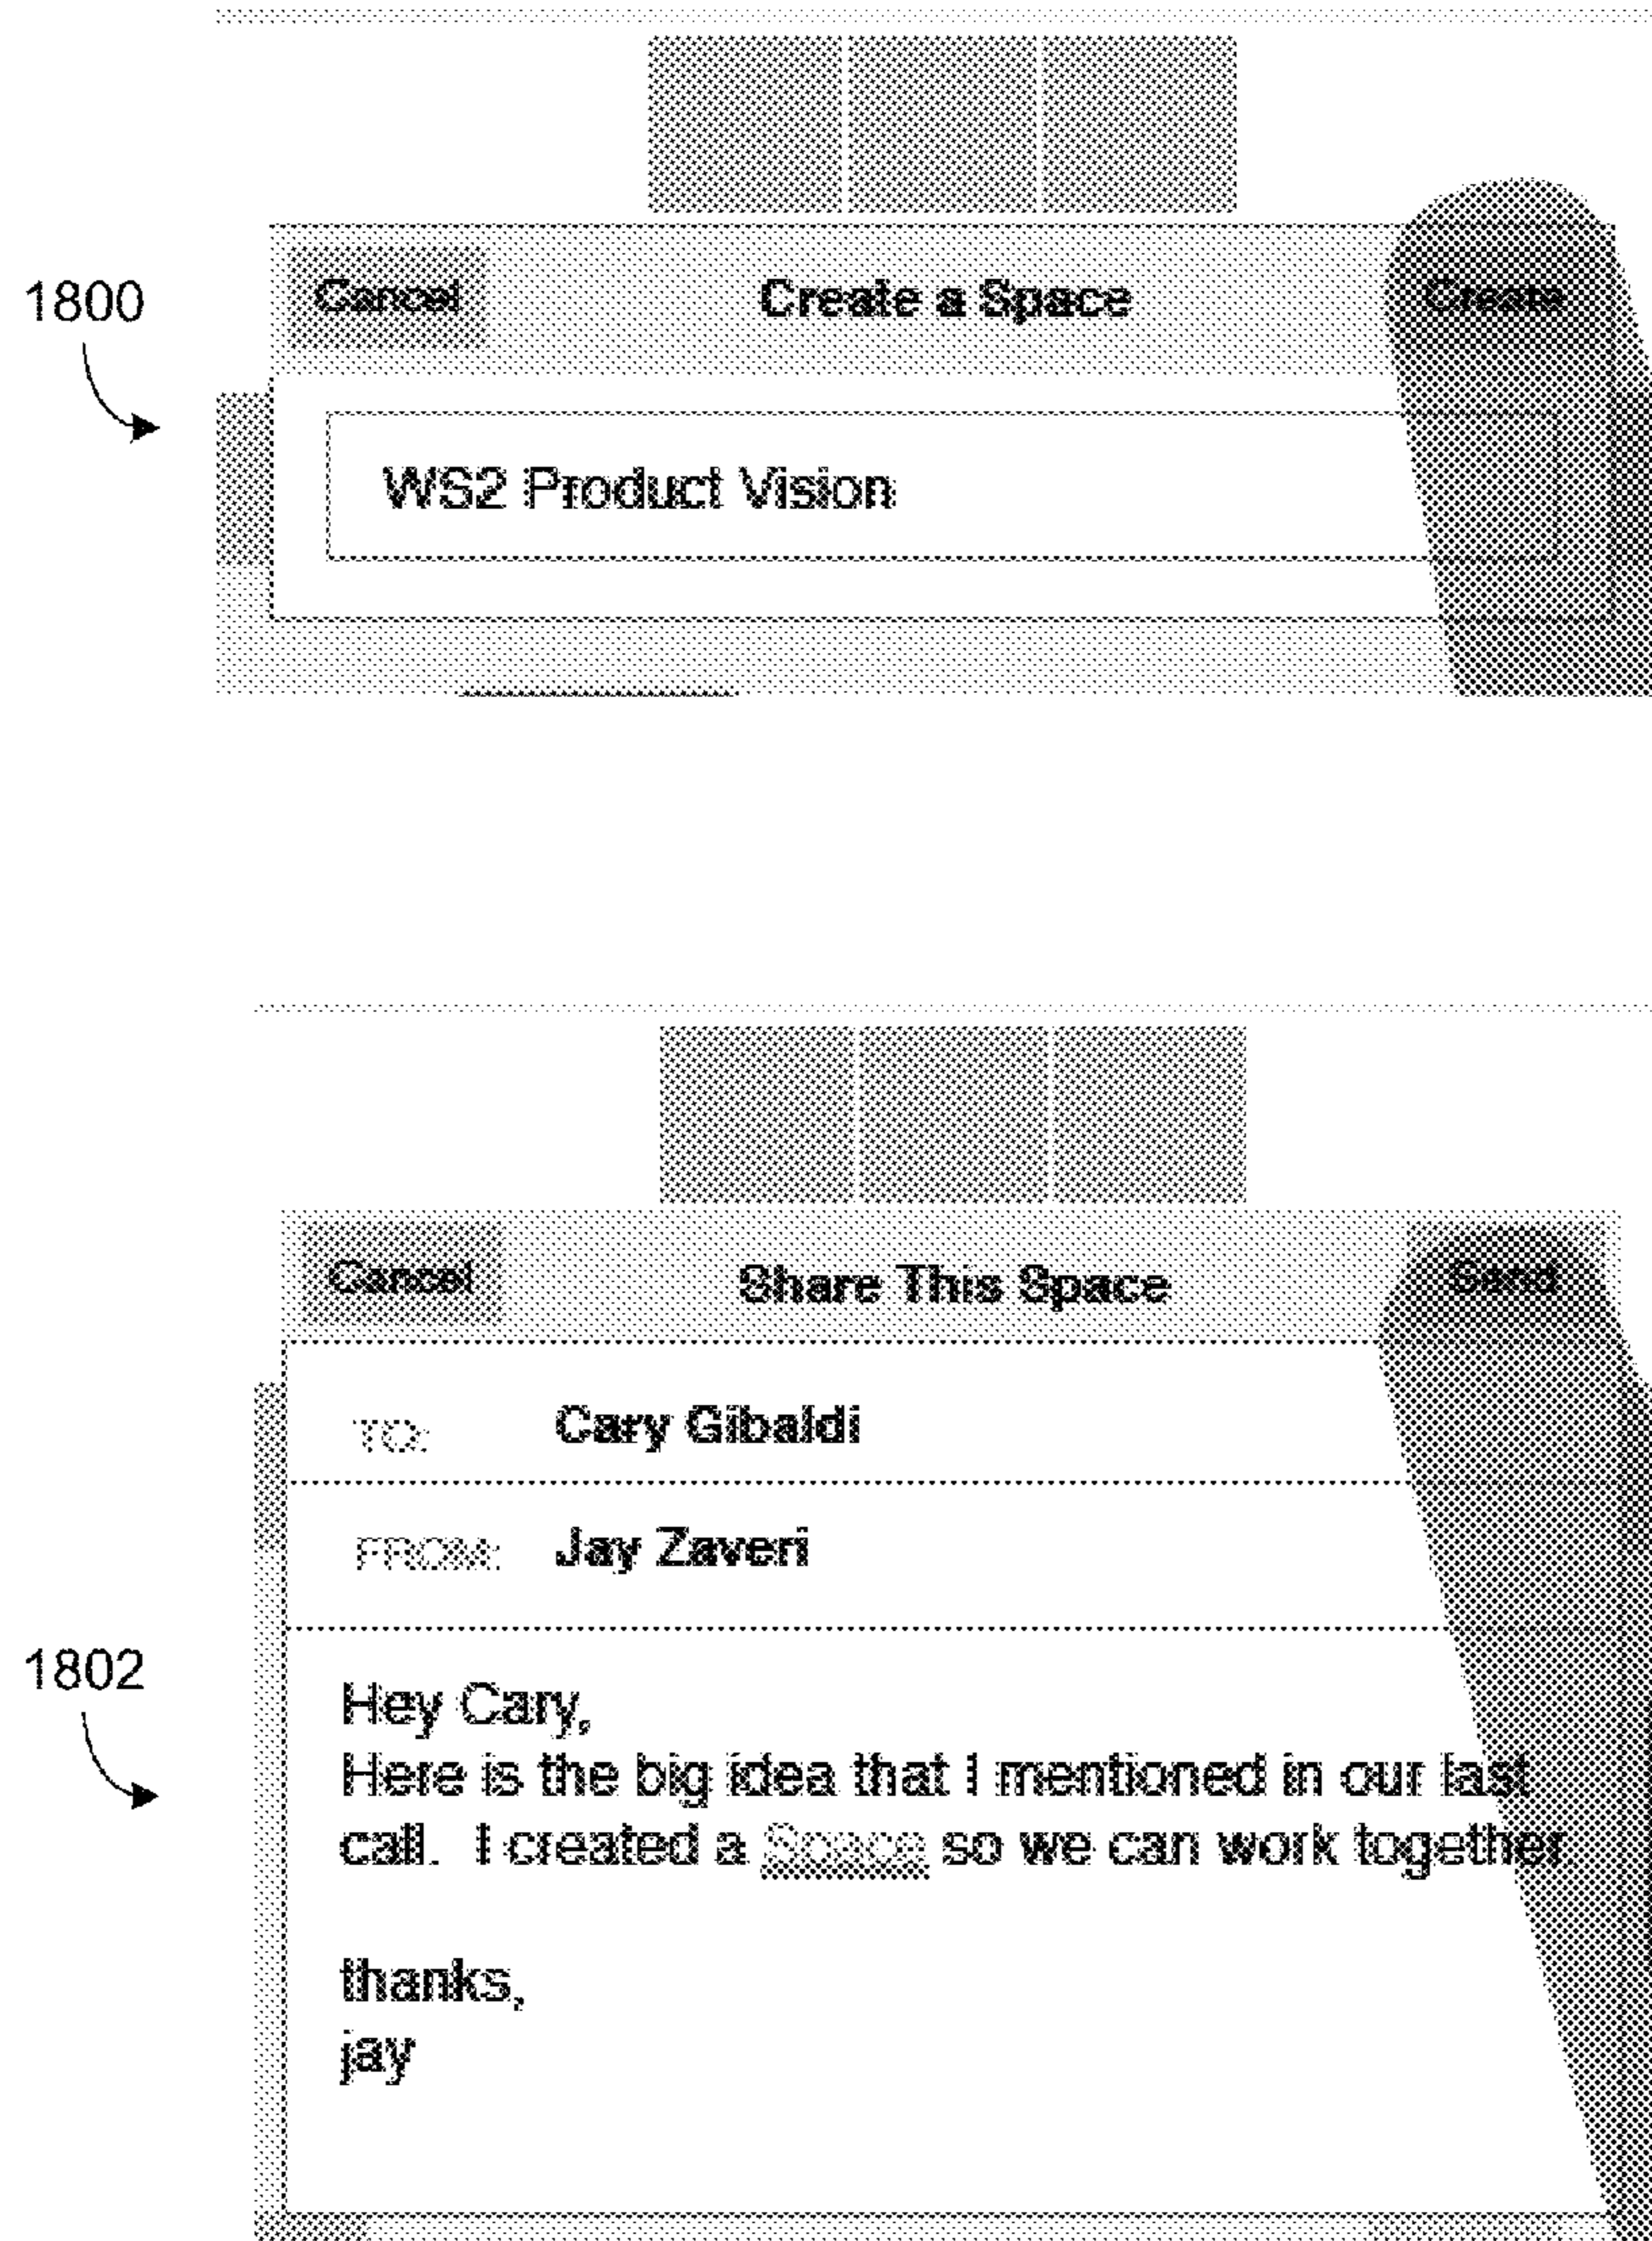 1800
Cancel Create a Space Create
WS2 Product Vision
Cancel Share This Space Send
TO: Cary Gibaldi
FROM: Jay Zaveri
1802
Hey Cary,
Here is the big idea that I mentioned in our last
call. I created a Space so we can work together
thanks,
jay